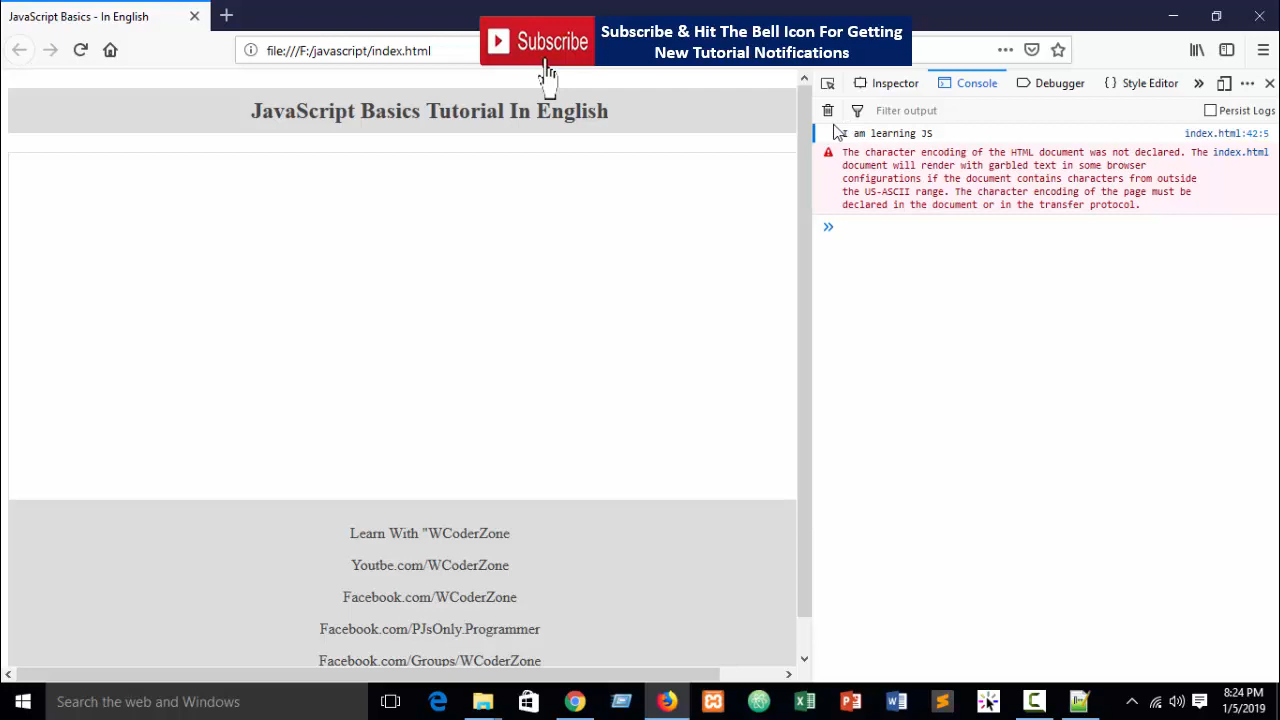 JavaScript Basics - In English
file:///F:/javascript/index.html
Subscribe
Subscribe & Hit The Bell Icon For Getting
New Tutorial Notifications
Inspector
Console
Debugger
{ } Style Editor
Filter output
Persist Logs
I am learning JS
index.html:42:5
The character encoding of the HTML document was not declared. The
index.html
document will render with garbled text in some browser
configurations if the document contains characters from outside
the US-ASCII range. The character encoding of the page must be
declared in the document or in the transfer protocol.
JavaScript Basics Tutorial In English
Learn With "WCoderZone
Youtbe.com/WCoderZone
Facebook.com/WCoderZone
Facebook.com/PJsOnly.Programmer
Facebook.com/Groups/WCoderZone
Search the web and Windows
8:24 PM
1/5/2019